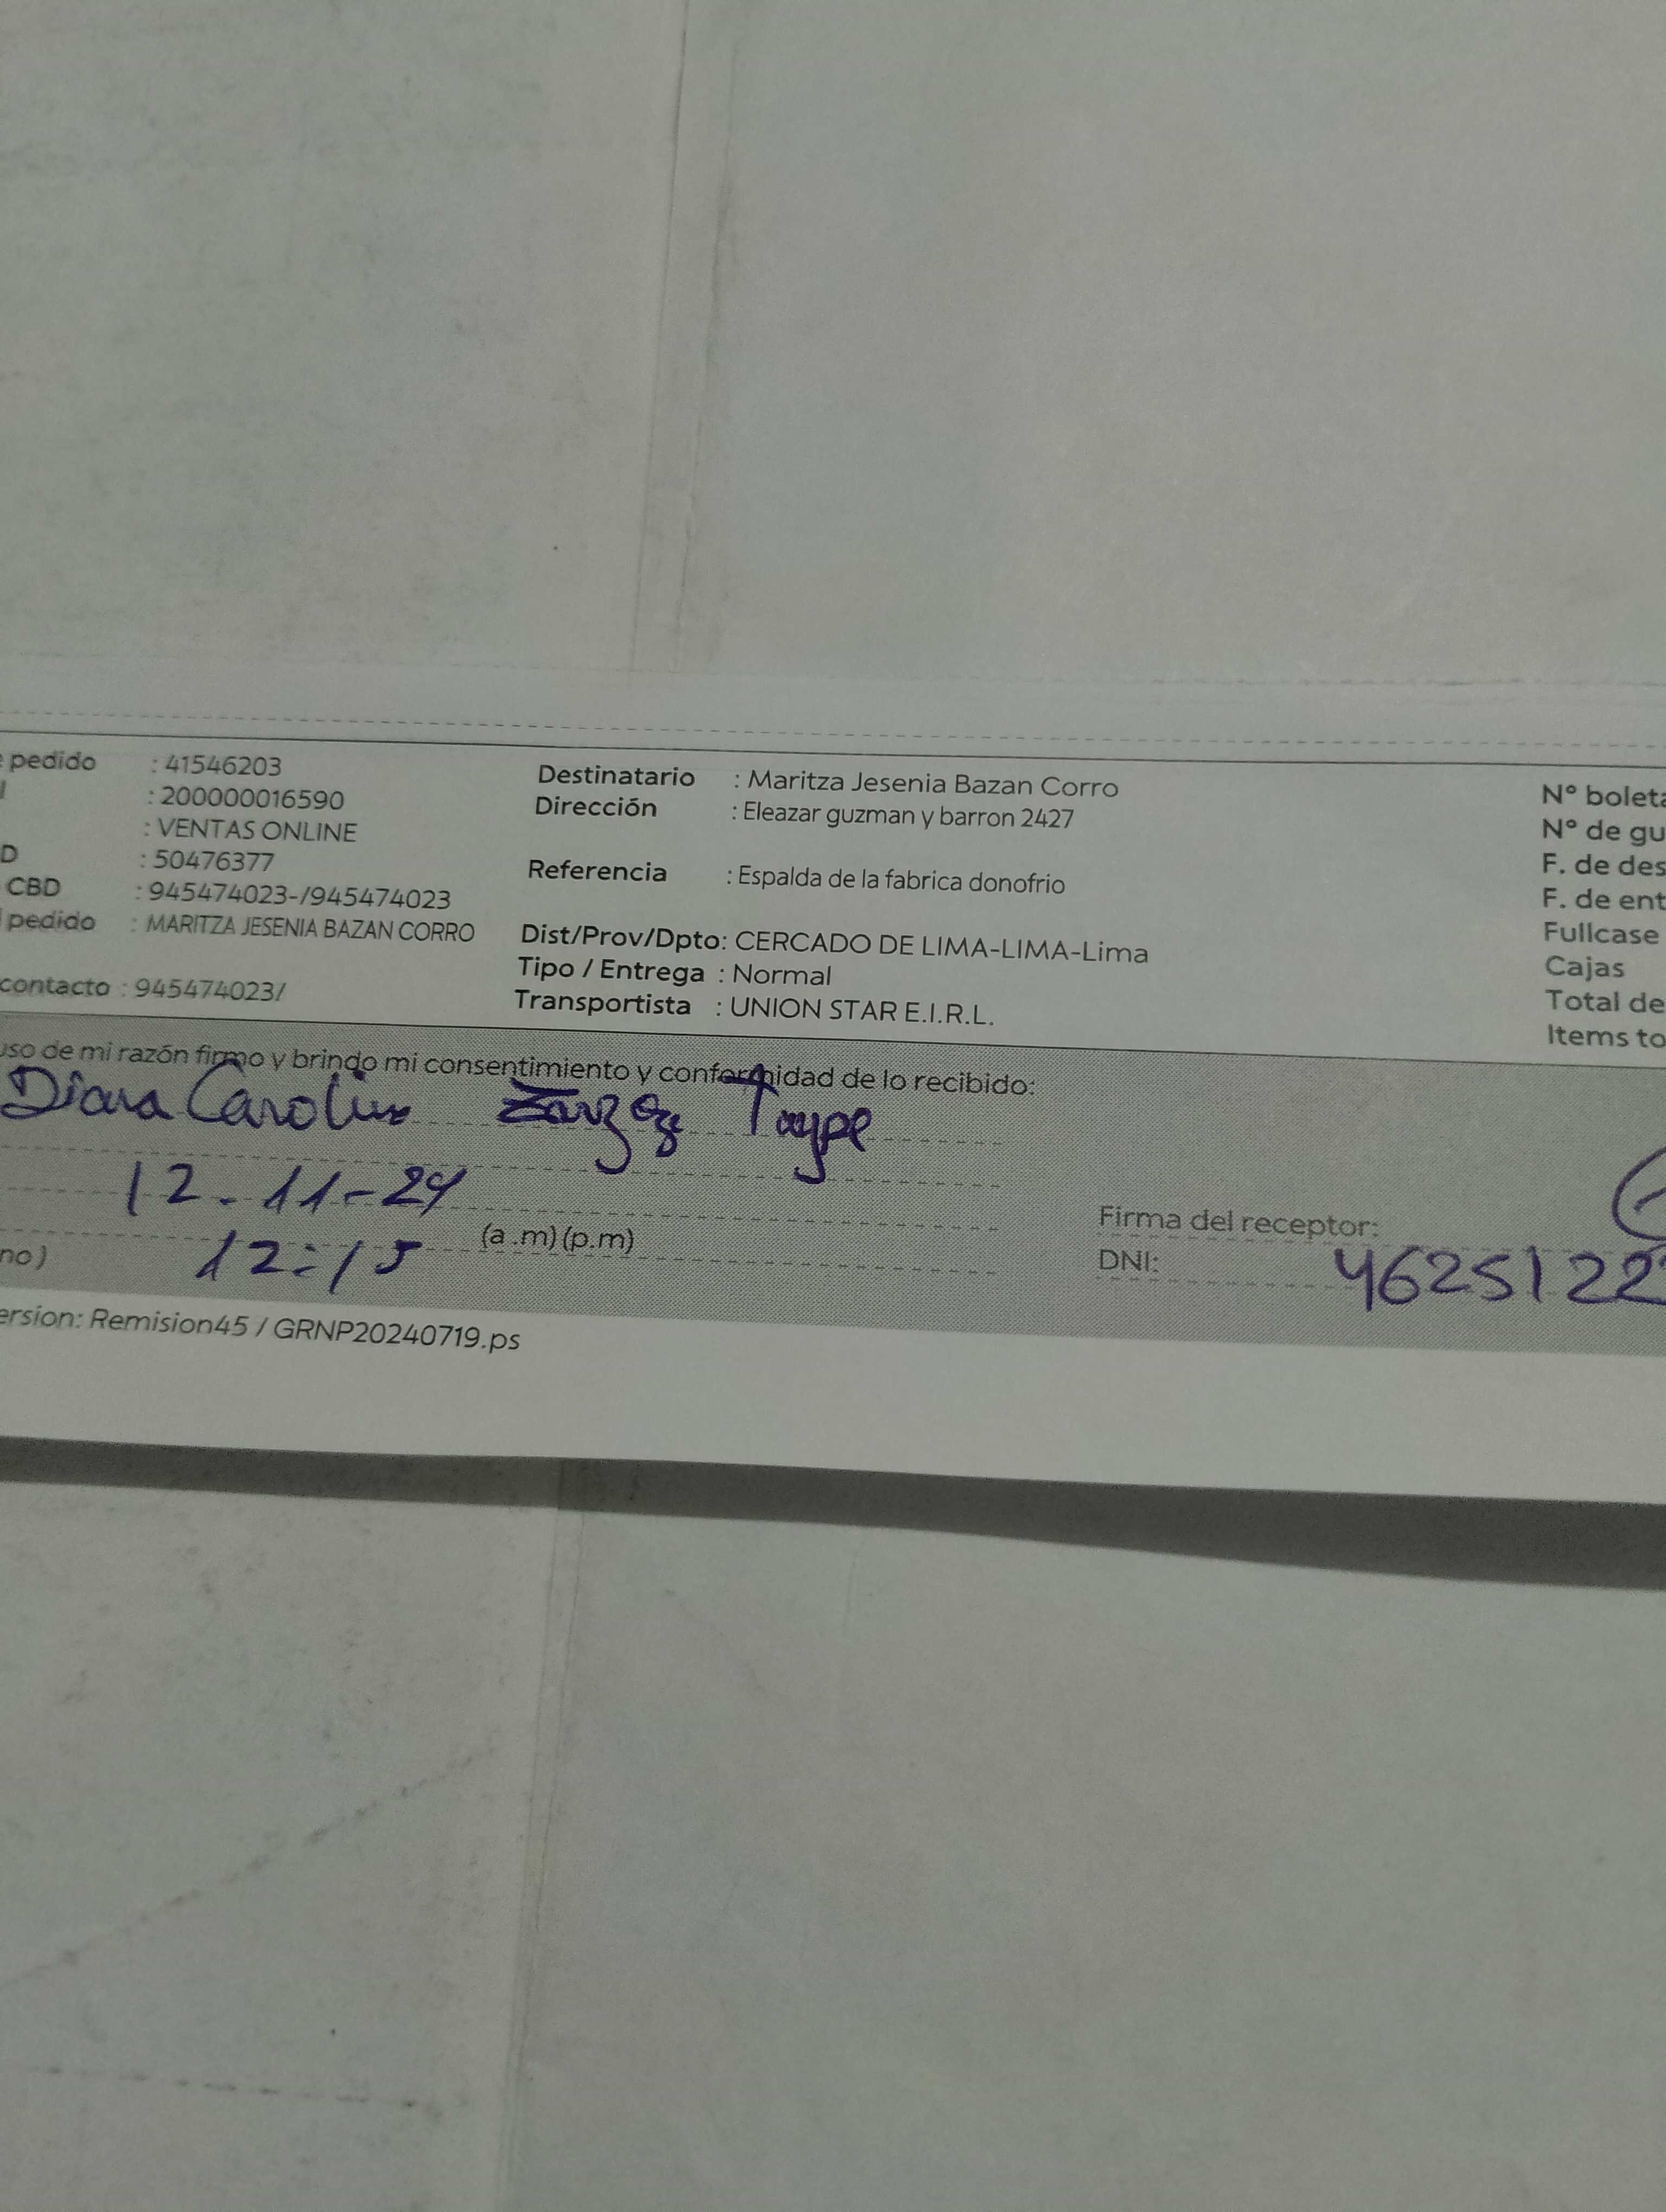 pedido : 41546203
: 200000016590
: VENTAS ONLINE
D : 50476377
CBD : 945474023-/945474023
pedido : MARITZA JESENIA BAZAN CORRO
contacto : 945474023/
Destinatario : Maritza Jesenia Bazan Corro
Dirección : Eleazar guzman y barron 2427
Referencia : Espalda de la fabrica donofrio
Dist/Prov/Dpto: CERCADO DE LIMA-LIMA-Lima
Tipo / Entrega : Normal
Transportista : UNION STAR E.I.R.L.
Nº boleta
Nº de gu
F. de des
F. de ent
Fullcase
Cajas
Total de
Items to
uso de mi razón firmo y brindo mi consentimiento y conformidad de lo recibido:
Diana Carolina Taype
12-11-24
no) 12:15 (a.m)(p.m)
Firma del receptor:
DNI: 4625122
ersion: Remision45 / GRNP20240719.ps